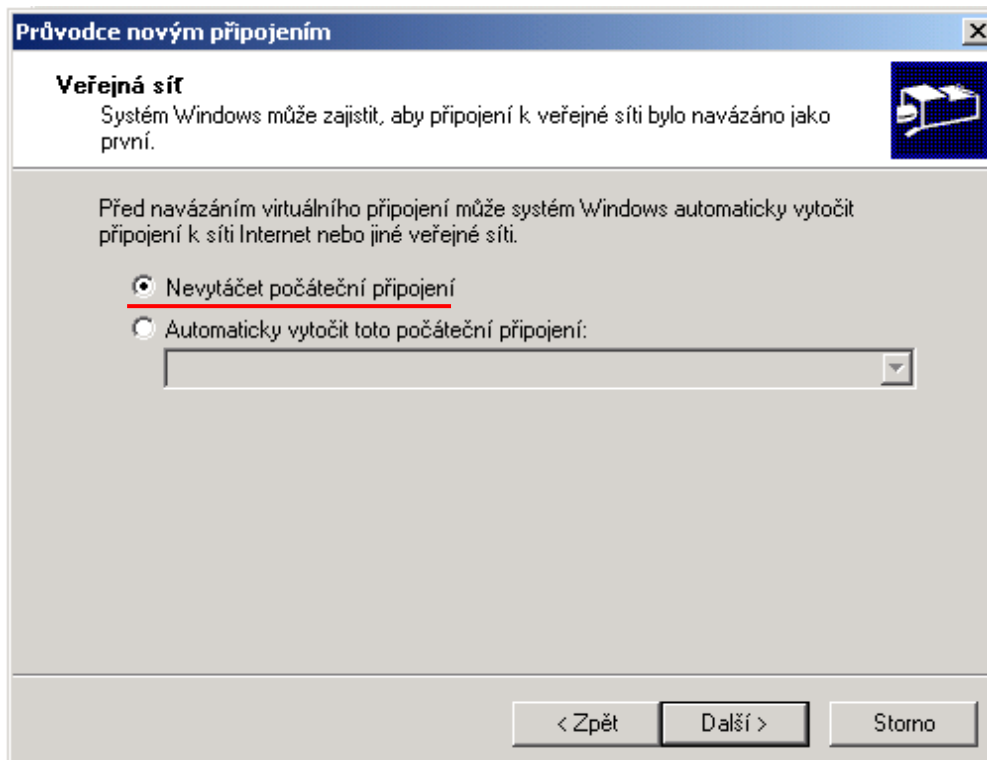 Průvodce novým připojením
Veřejná síť
Systém Windows může zajistit, aby připojení k veřejné síti bylo navázáno jako
první.
Před navázáním virtuálního připojení může systém Windows automaticky vytočit
připojení k síti Internet nebo jiné veřejné síti.
Nevytáčet počáteční připojení
Automaticky vytočit toto počáteční připojení:
< Zpět
Další >
Storno